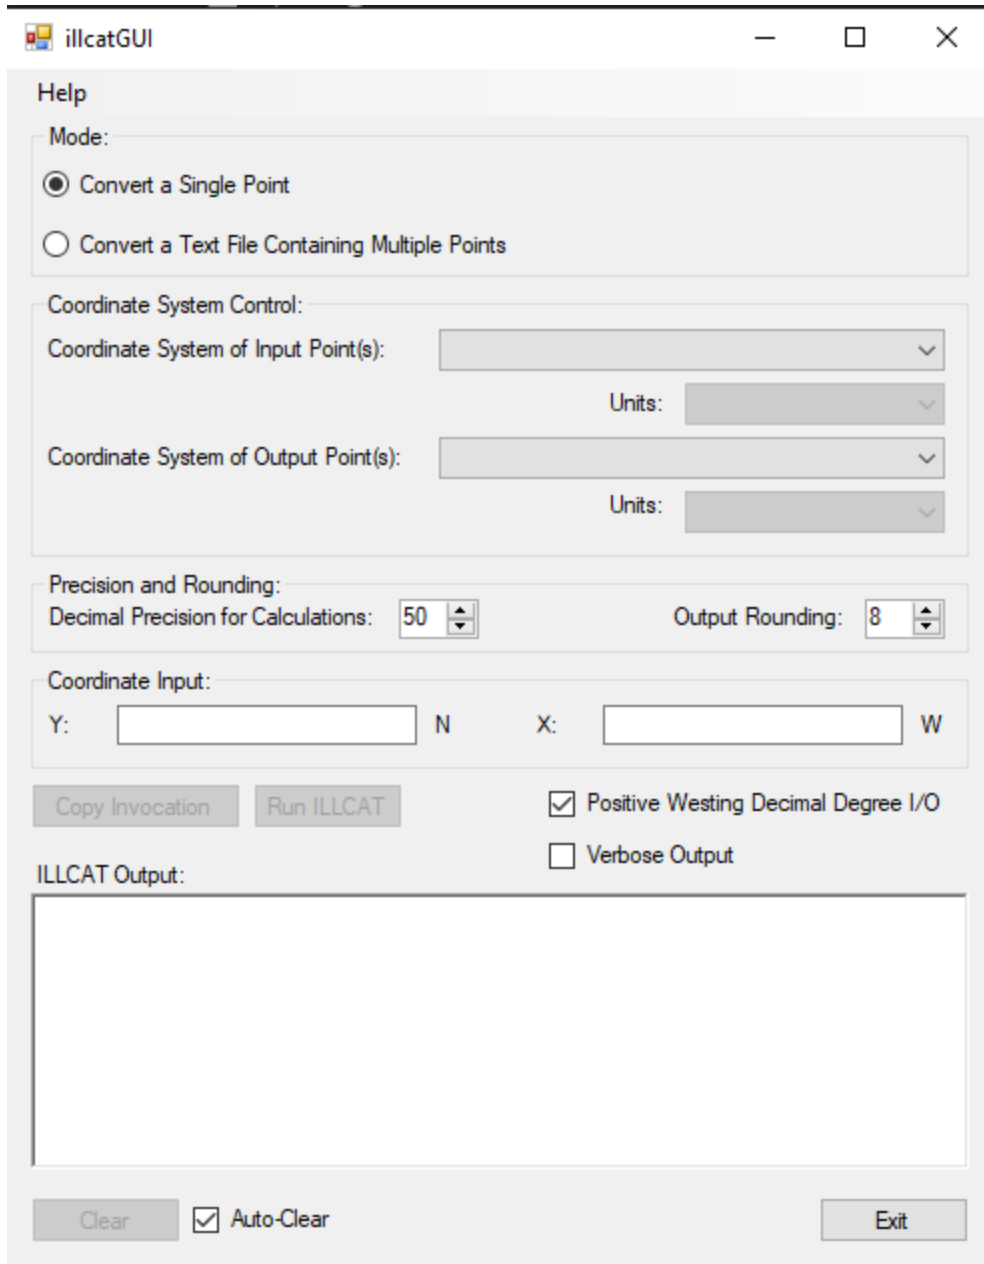 illcatGUI
Help
Mode:
Convert a Single Point
Convert a Text File Containing Multiple Points
Coordinate System Control:
Coordinate System of Input Point(s):
Units:
Coordinate System of Output Point(s):
Units:
Precision and Rounding:
Decimal Precision for Calculations: 50 Output Rounding: 8
Coordinate Input:
Y: N X: W
Copy Invocation Run ILLCAT Positive Westing Decimal Degree I/O
Verbose Output
ILLCAT Output:
Clear Auto-Clear Exit